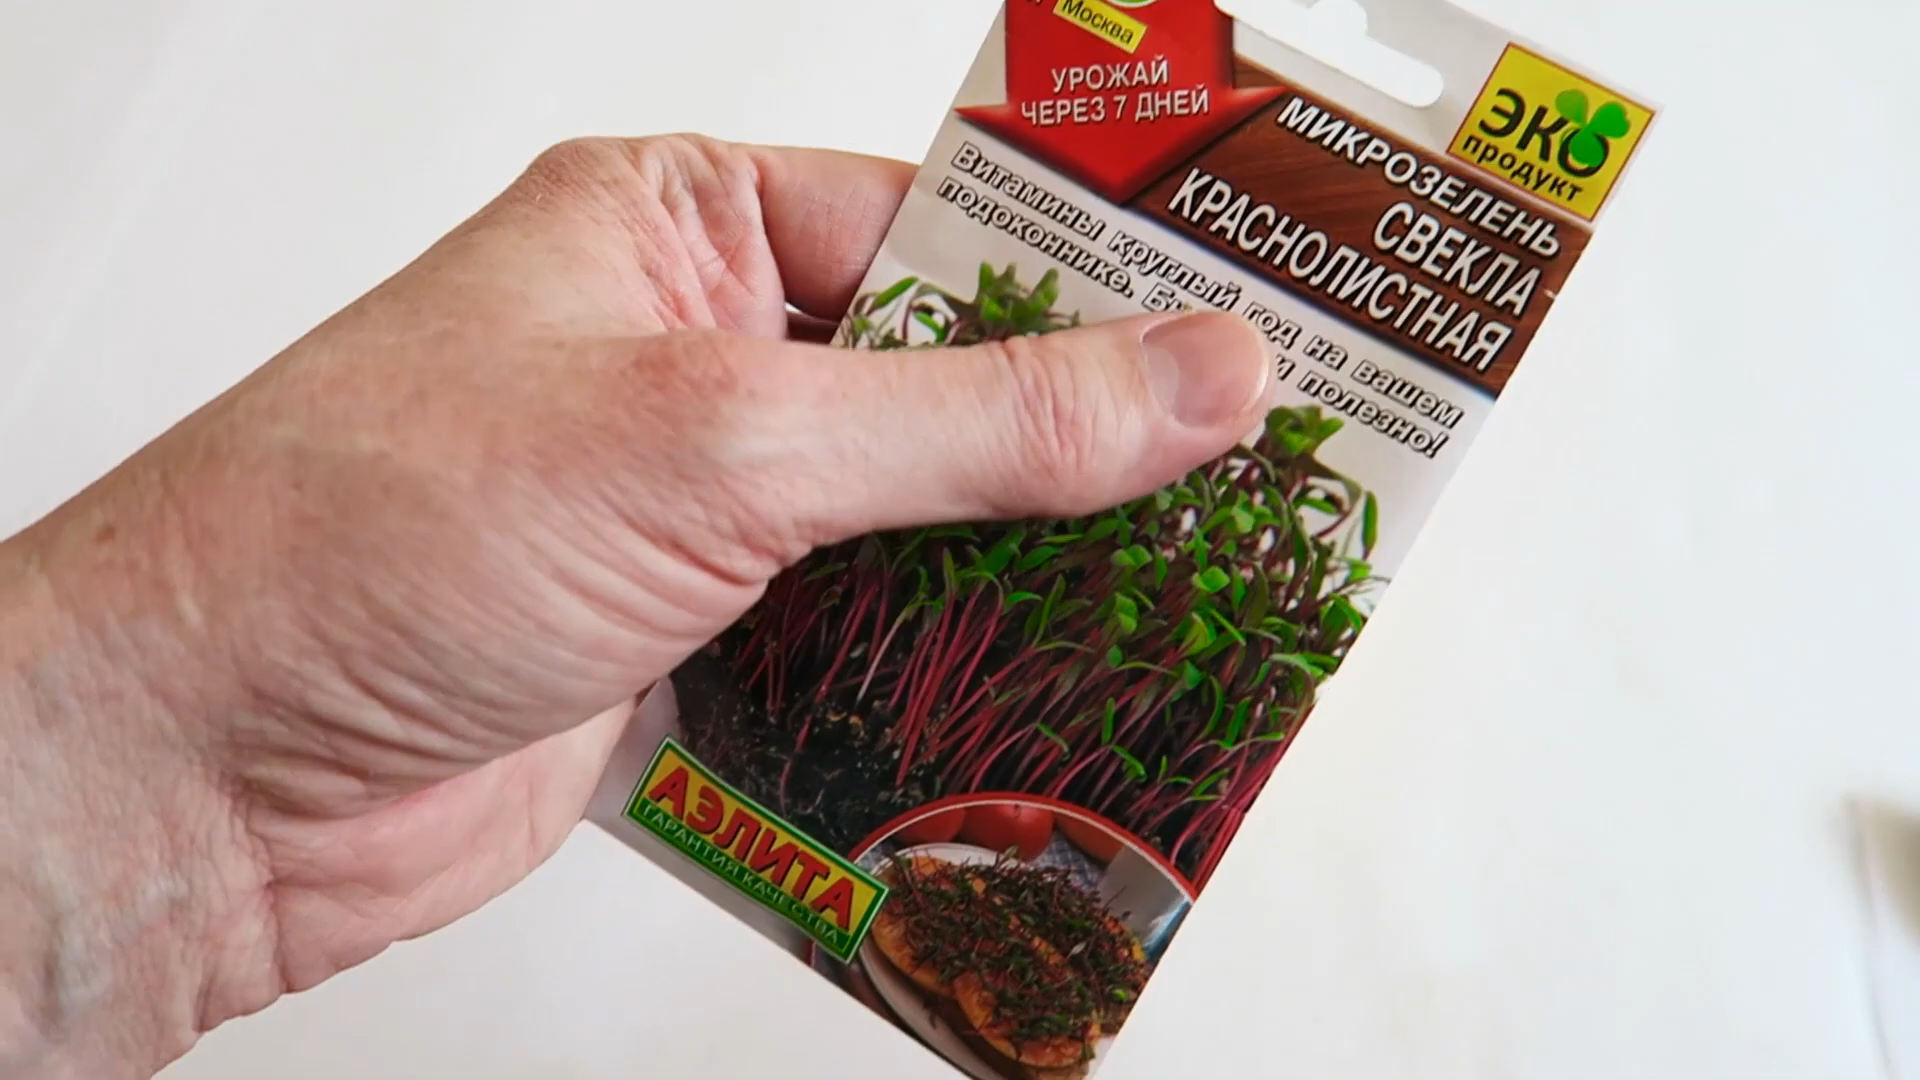 Москва
УРОЖАЙ
ЧЕРЕЗ 7 ДНЕЙ
ЭКО
продукт
МИКРОЗЕЛЕНЬ
СВЕКЛА
КРАСНОЛИСТНАЯ
Витамины круглый год на вашем
подоконнике. и полезно!
АЭЛИТА
ГАРАНТИЯ КАЧЕСТВА